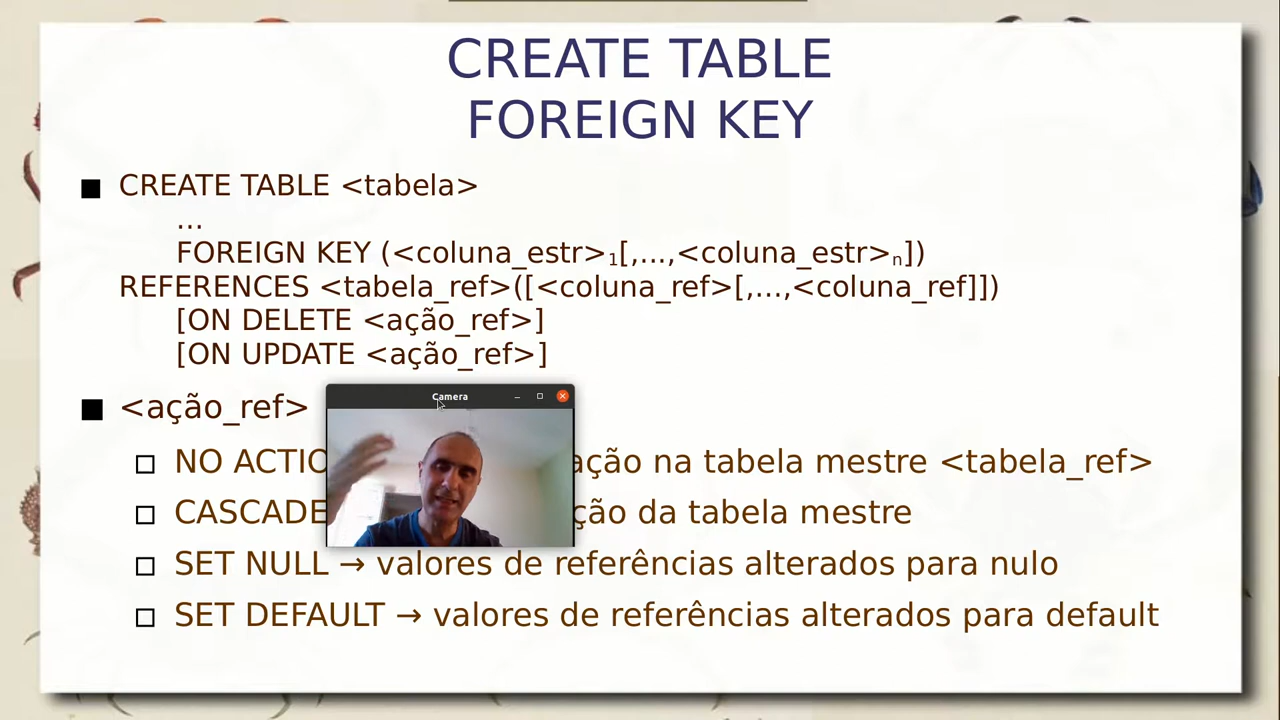 CREATE TABLE
FOREIGN KEY
CREATE TABLE <tabela>
...
FOREIGN KEY (<coluna_estr>₁[,...,<coluna_estr>ₙ])
REFERENCES <tabela_ref>([<coluna_ref>[,...,<coluna_ref]])
[ON DELETE <ação_ref>]
[ON UPDATE <ação_ref>]
<ação_ref>
Camera
NO na tabela mestre <tabela_ref>
CASCADE da tabela mestre
SET NULL → valores de referências alterados para nulo
SET DEFAULT → valores de referências alterados para default